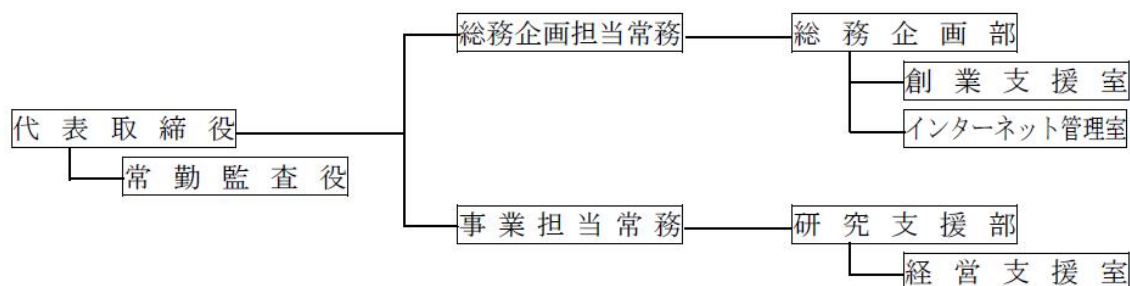 総務企画担当常務
総務企画部
創業支援室
代表取締役
インターネット管理室
常勤監査役
事業担当常務
研究支援部
経営支援室